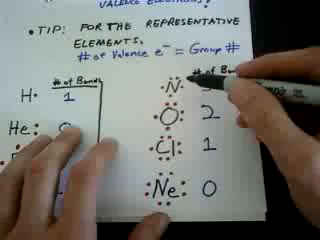 VALENCE ELECTRONS!
• TIP: FOR THE REPRESENTATIVE
ELEMENTS,
# of Valence e⁻ = Group #
# of Bonds
H· 1
He:
# of Bon
N
O 2
Cl 1
Ne 0